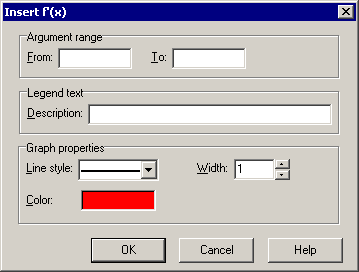 Insert f'(x)
Argument range
From: To:
Legend text
Description:
Graph properties
Line style: Width: 1
Color:
OK Cancel Help